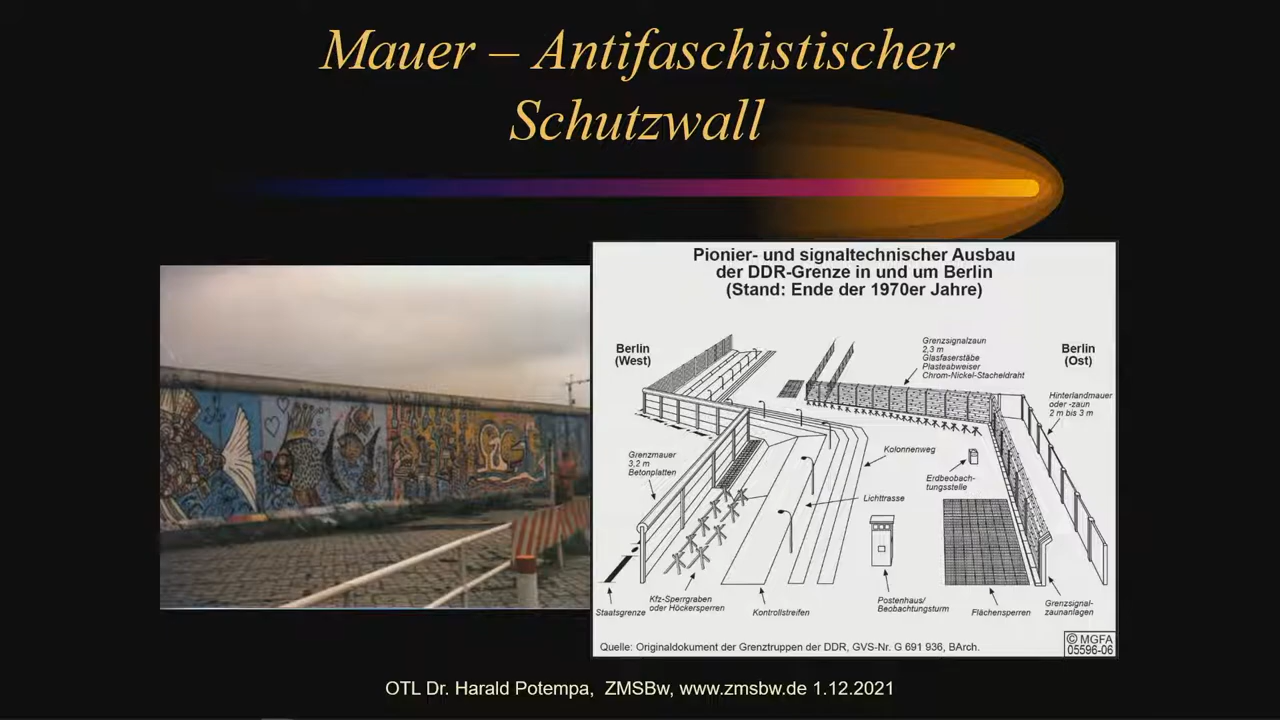 Mauer – Antifaschistischer
Schutzwall
Pionier- und signaltechnischer Ausbau
der DDR-Grenze in und um Berlin
(Stand: Ende der 1970er Jahre)
Berlin
(West)
Grenzsignalzaun
2,3 m
Glasfaserstäbe
Plasteabweiser
Chrom-Nickel-Stacheldraht
Berlin
(Ost)
Hinterlandmauer
oder -zaun
2 m bis 3 m
Grenzmauer
3,2 m
Betonplatten
Kolonnenweg
Erdbeobach-
tungsstelle
Lichttrasse
Staatsgrenze
Kfz-Sperrgraben
oder Höckersperren
Kontrollstreifen
Postenhaus/
Beobachtungsturm
Flächensperren
Grenzsignal-
zaunanlagen
Quelle: Originaldokument der Grenztruppen der DDR, GVS-Nr. G 691 936, BArch.
© MGFA
05596-06
OTL Dr. Harald Potempa, ZMSBw, www.zmsbw.de 1.12.2021